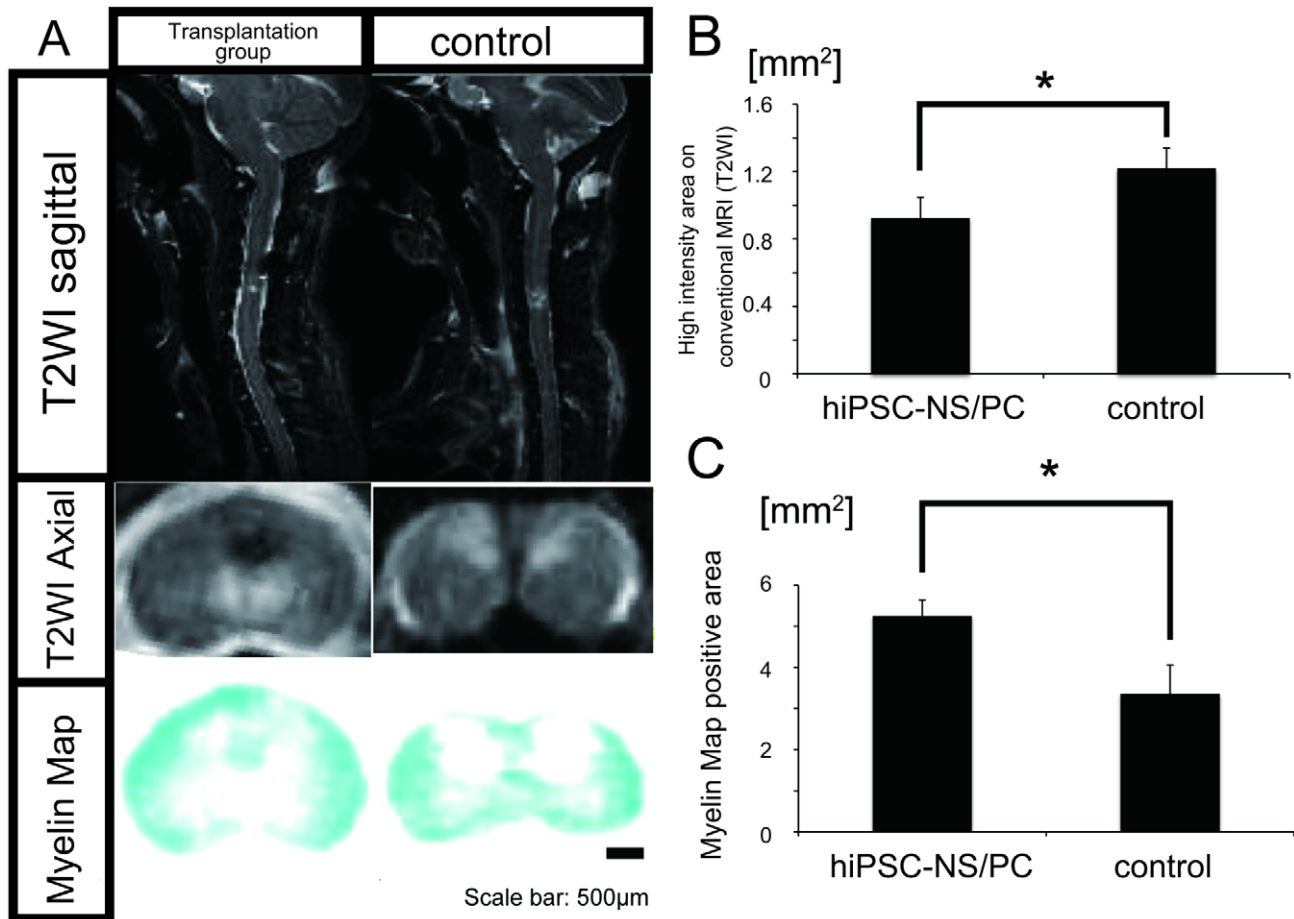 A
Transplantation
group
control
T2WI sagittal
T2WI Axial
Myelin Map
Scale bar: 500μm
B
[mm²]
*
High intensity area on
conventional MRI (T2WI)
1.6
1.2
0.8
0.4
0
hiPSC-NS/PC
control
C
[mm²]
*
Myelin Map positive area
6
4
2
0
hiPSC-NS/PC
control